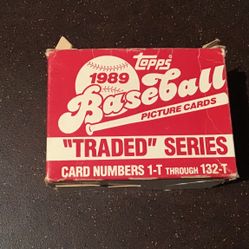 topps
1989
Baseball
PICTURE CARDS
"TRADED" SERIES
CARD NUMBERS 1-T THROUGH 132-T